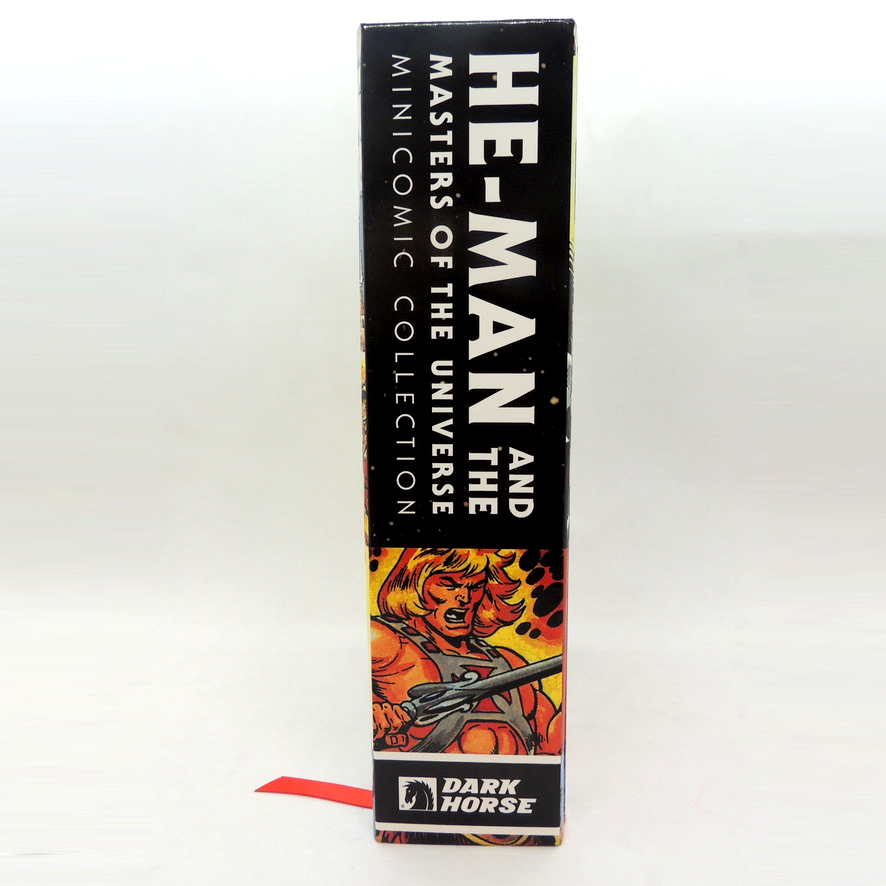 HE-MAN AND THE
MASTERS OF THE UNIVERSE
MINICOMIC COLLECTION
DARK
HORSE